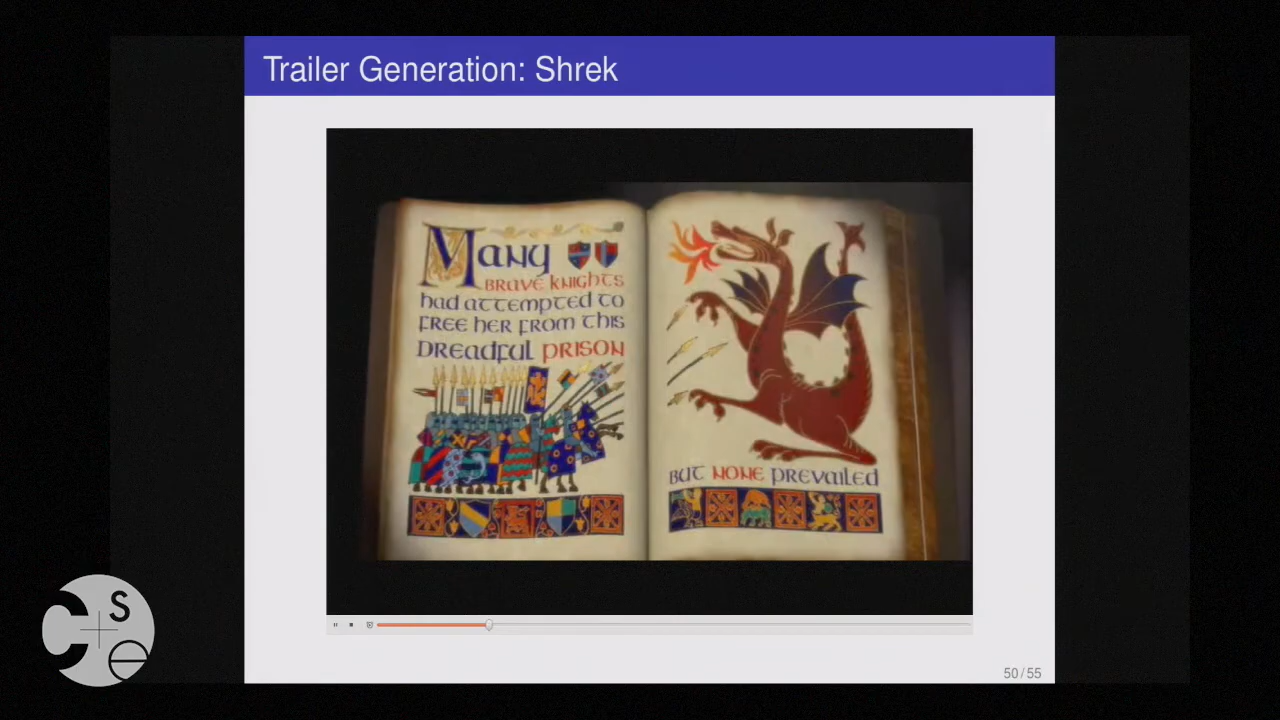 Trailer Generation: Shrek
Many
BRAVE KNIGHTS
had attempted to
FREE HER FROM THIS
DREADFUL PRISON
BUT NONE PREVAILED
50/55
C S e